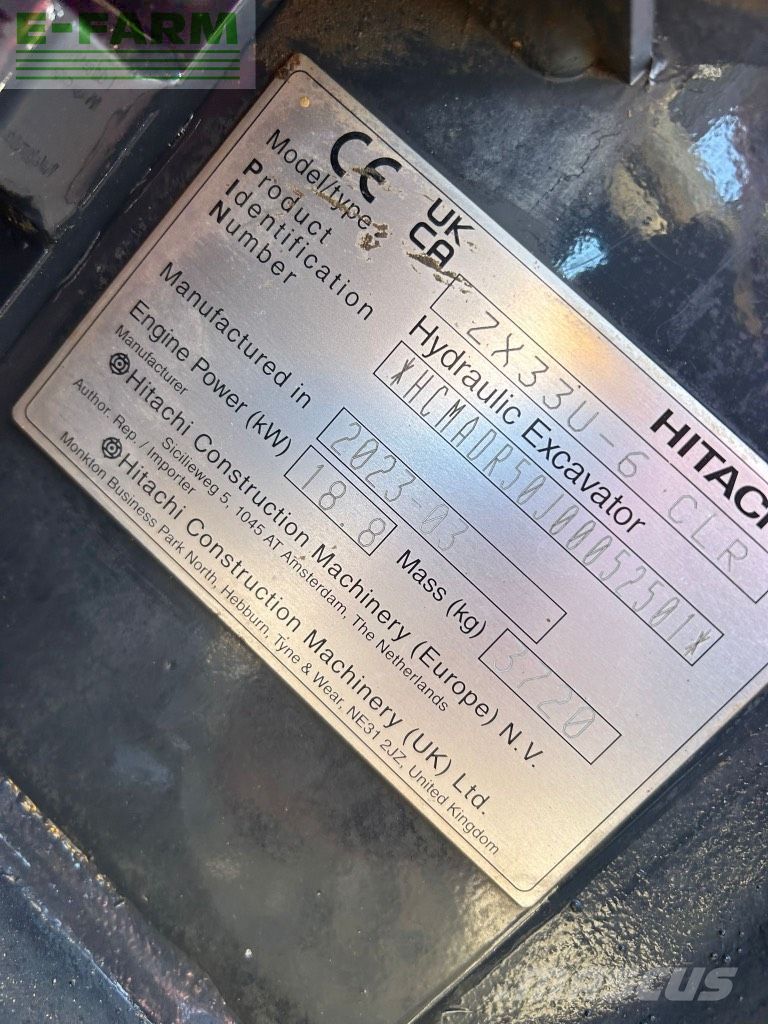 E-FARM
CE UK CA HITACHI
Model/type ZX33U-6 CLR
Hydraulic Excavator
Product
Identification
Number *HCMADR50J00052501*
Manufactured in 2023-03
Engine Power (kW) 18.8 Mass (kg) 3720
Manufacturer
Hitachi Construction Machinery (Europe) N.V.
Sicilieweg 5, 1045 AT Amsterdam, The Netherlands
Author. Rep. / Importer
Hitachi Construction Machinery (UK) Ltd.
Monkton Business Park North, Hebburn, Tyne & Wear, NE31 2JZ, United Kingdom
mascus